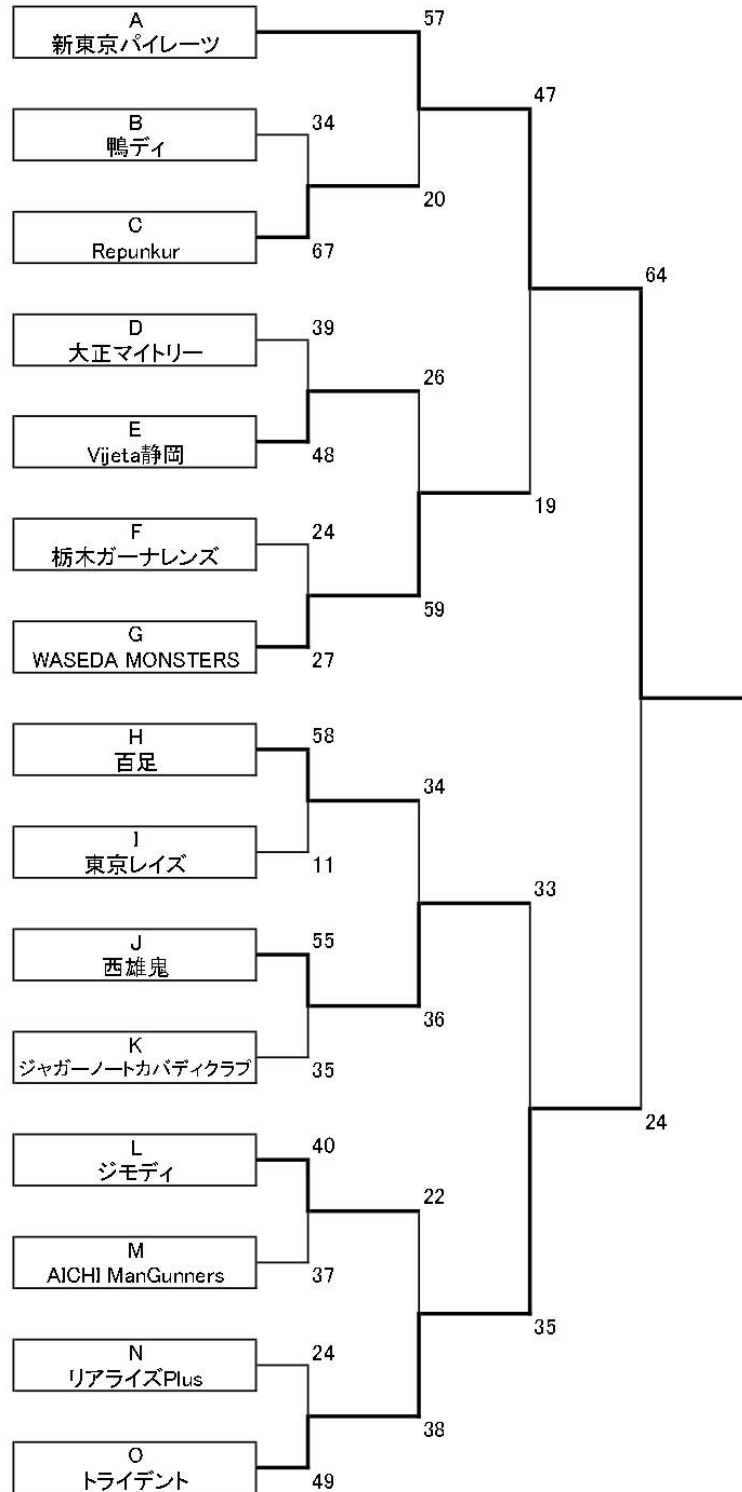 A
新東京パイレーツ
57
47
B
鴨ディ
34
20
C
Repunkur
67
64
D
大正マイトリー
39
26
E
Vijeta静岡
48
19
F
栃木ガーナレンズ
24
59
G
WASEDA MONSTERS
27
H
百足
58
34
I
東京レイズ
11
33
J
西雄鬼
55
36
K
ジャガーノートカバディクラブ
35
24
L
ジモディ
40
22
M
AICHI ManGunners
37
35
N
リアライズPlus
24
38
O
トライデント
49